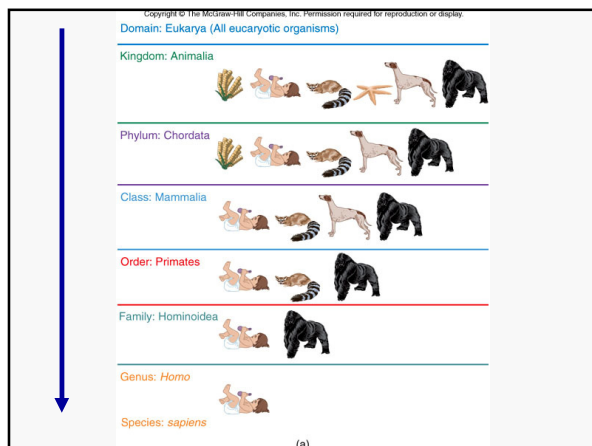 Copyright © The McGraw-Hill Companies, Inc. Permission required for reproduction or display.
Domain: Eukarya (All eucaryotic organisms)
Kingdom: Animalia
Phylum: Chordata
Class: Mammalia
Order: Primates
Family: Hominoidea
Genus: Homo
Species: sapiens
(a)